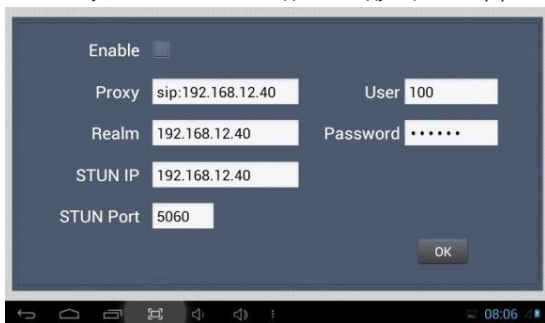 Enable
Proxy sip:192.168.12.40 User 100
Realm 192.168.12.40 Password ••••••
STUN IP 192.168.12.40
STUN Port 5060
OK
08:06